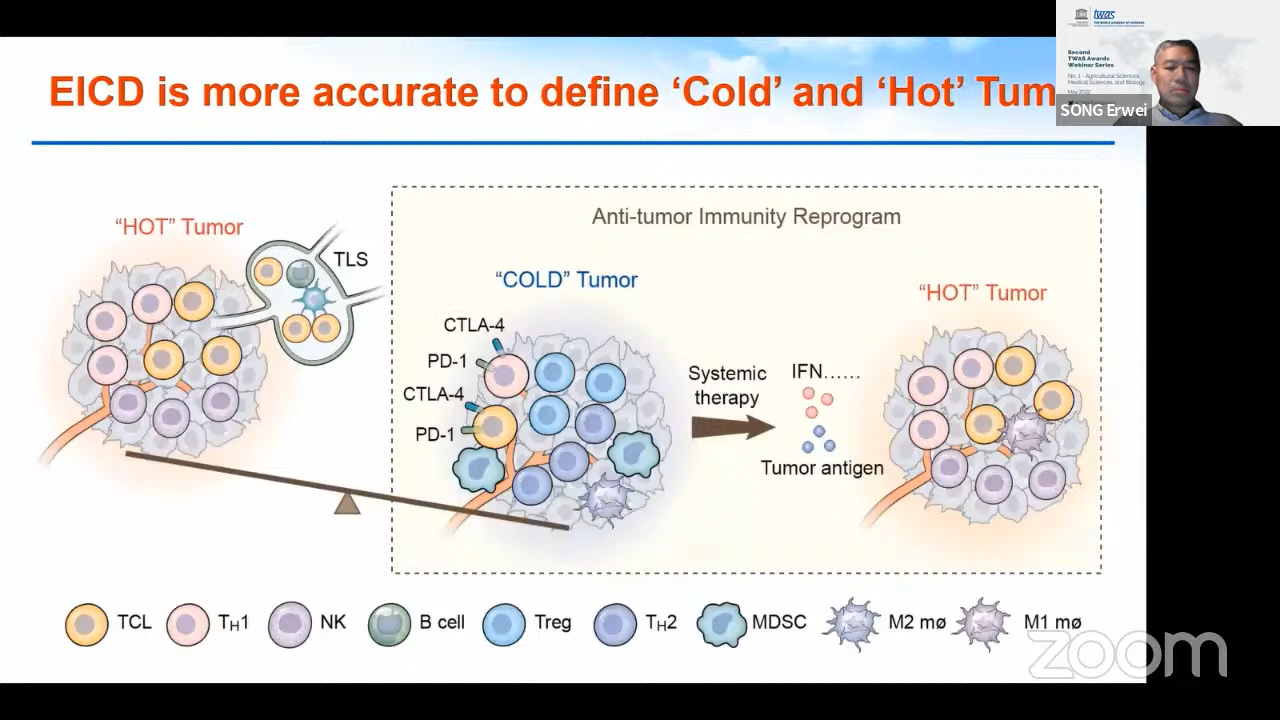 EICD is more accurate to define ‘Cold’ and ‘Hot’ Tum
twas
Second
TWAS Awards
Webinar Series
No. 1 - Agricultural Sciences,
Medical Sciences, and Biology
May 2022
SONG Erwei
Anti-tumor Immunity Reprogram
“HOT” Tumor
TLS
“COLD” Tumor
“HOT” Tumor
CTLA-4
PD-1
CTLA-4
PD-1
Systemic
therapy
IFN......
Tumor antigen
TCL
TH1
NK
B cell
Treg
TH2
MDSC
M2 mø
M1 mø
zoom